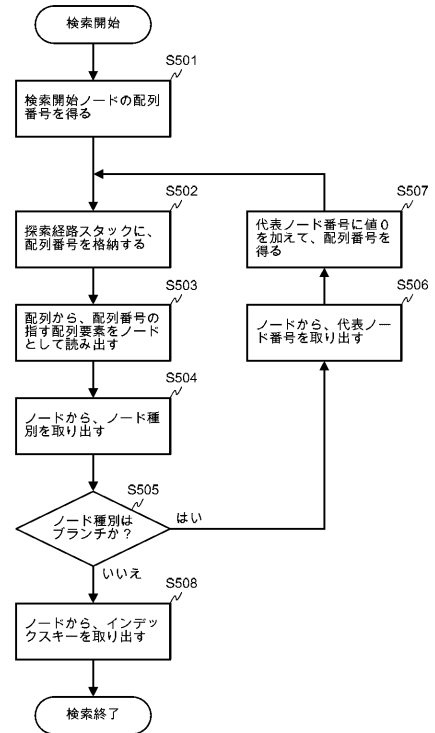 検索開始
S501
検索開始ノードの配列
番号を得る
S502
探索経路スタックに、
配列番号を格納する
S503
配列から、配列番号の
指す配列要素をノード
として読み出す
S504
ノードから、ノード種
別を取り出す
S505
ノード種別は
ブランチか?
はい
いいえ
S506
ノードから、代表ノー
ド番号を取り出す
S507
代表ノード番号に値0
を加えて、配列番号を
得る
S508
ノードから、インデッ
クスキーを取り出す
検索終了